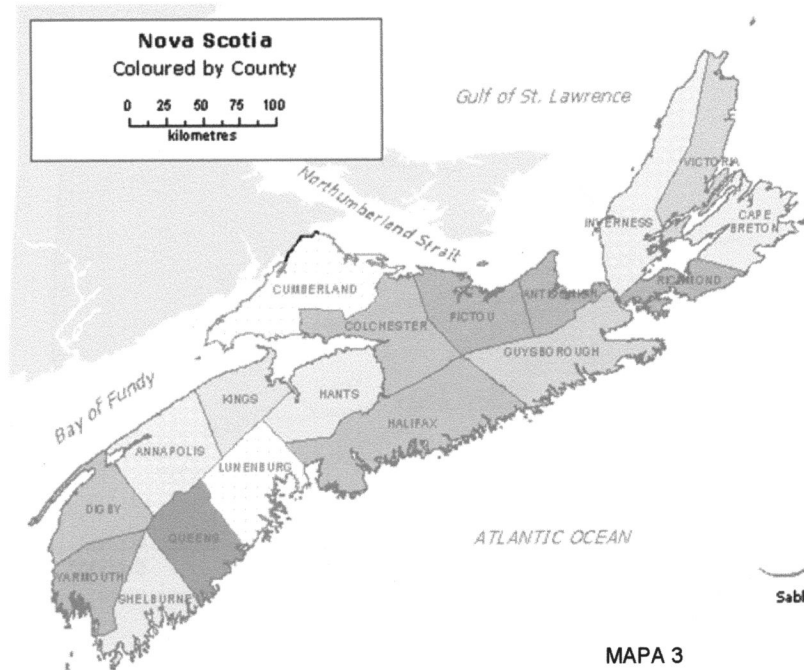 Nova Scotia
Coloured by County
0 25 50 75 100
kilometres
Gulf of St. Lawrence
Northumberland Strait
VICTORIA
INVERNESS
CAPE
BRETON
RICHMOND
CUMBERLAND
ANTIGONISH
PICTOU
COLCHESTER
GUYSBOROUGH
Bay of Fundy
KINGS
HANTS
HALIFAX
ANNAPOLIS
LUNENBURG
DIGBY
QUEENS
ATLANTIC OCEAN
YARMOUTH
SHELBURNE
Sabl
MAPA 3